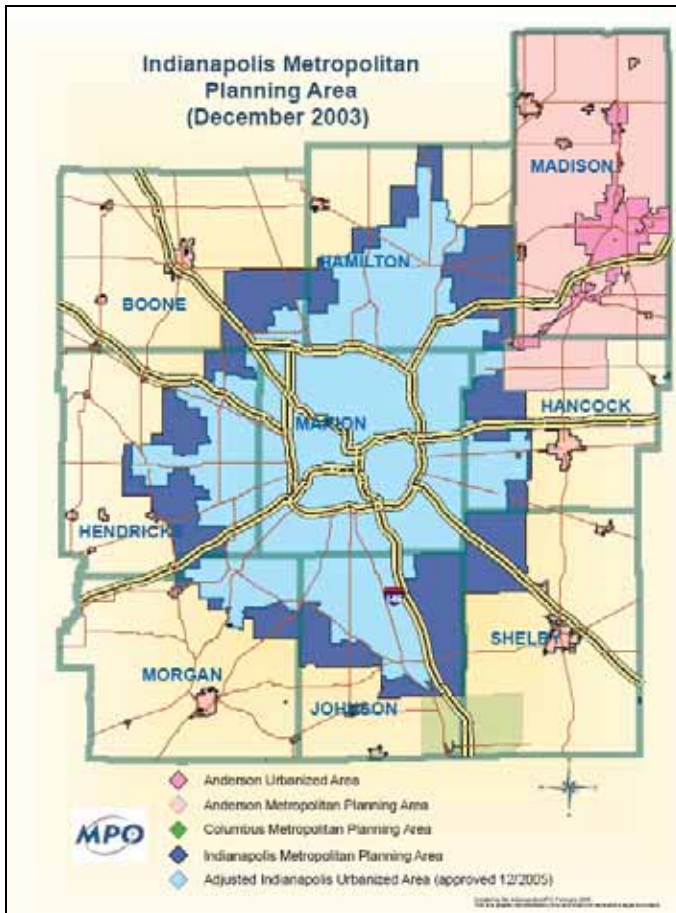 Indianapolis Metropolitan
Planning Area
(December 2003)
MADISON
HAMILTON
BOONE
HANCOCK
MARION
HENDRICKS
SHELBY
MORGAN
JOHNSON
Anderson Urbanized Area
Anderson Metropolitan Planning Area
Columbus Metropolitan Planning Area
Indianapolis Metropolitan Planning Area
Adjusted Indianapolis Urbanized Area (approved 12/2005)
MPO